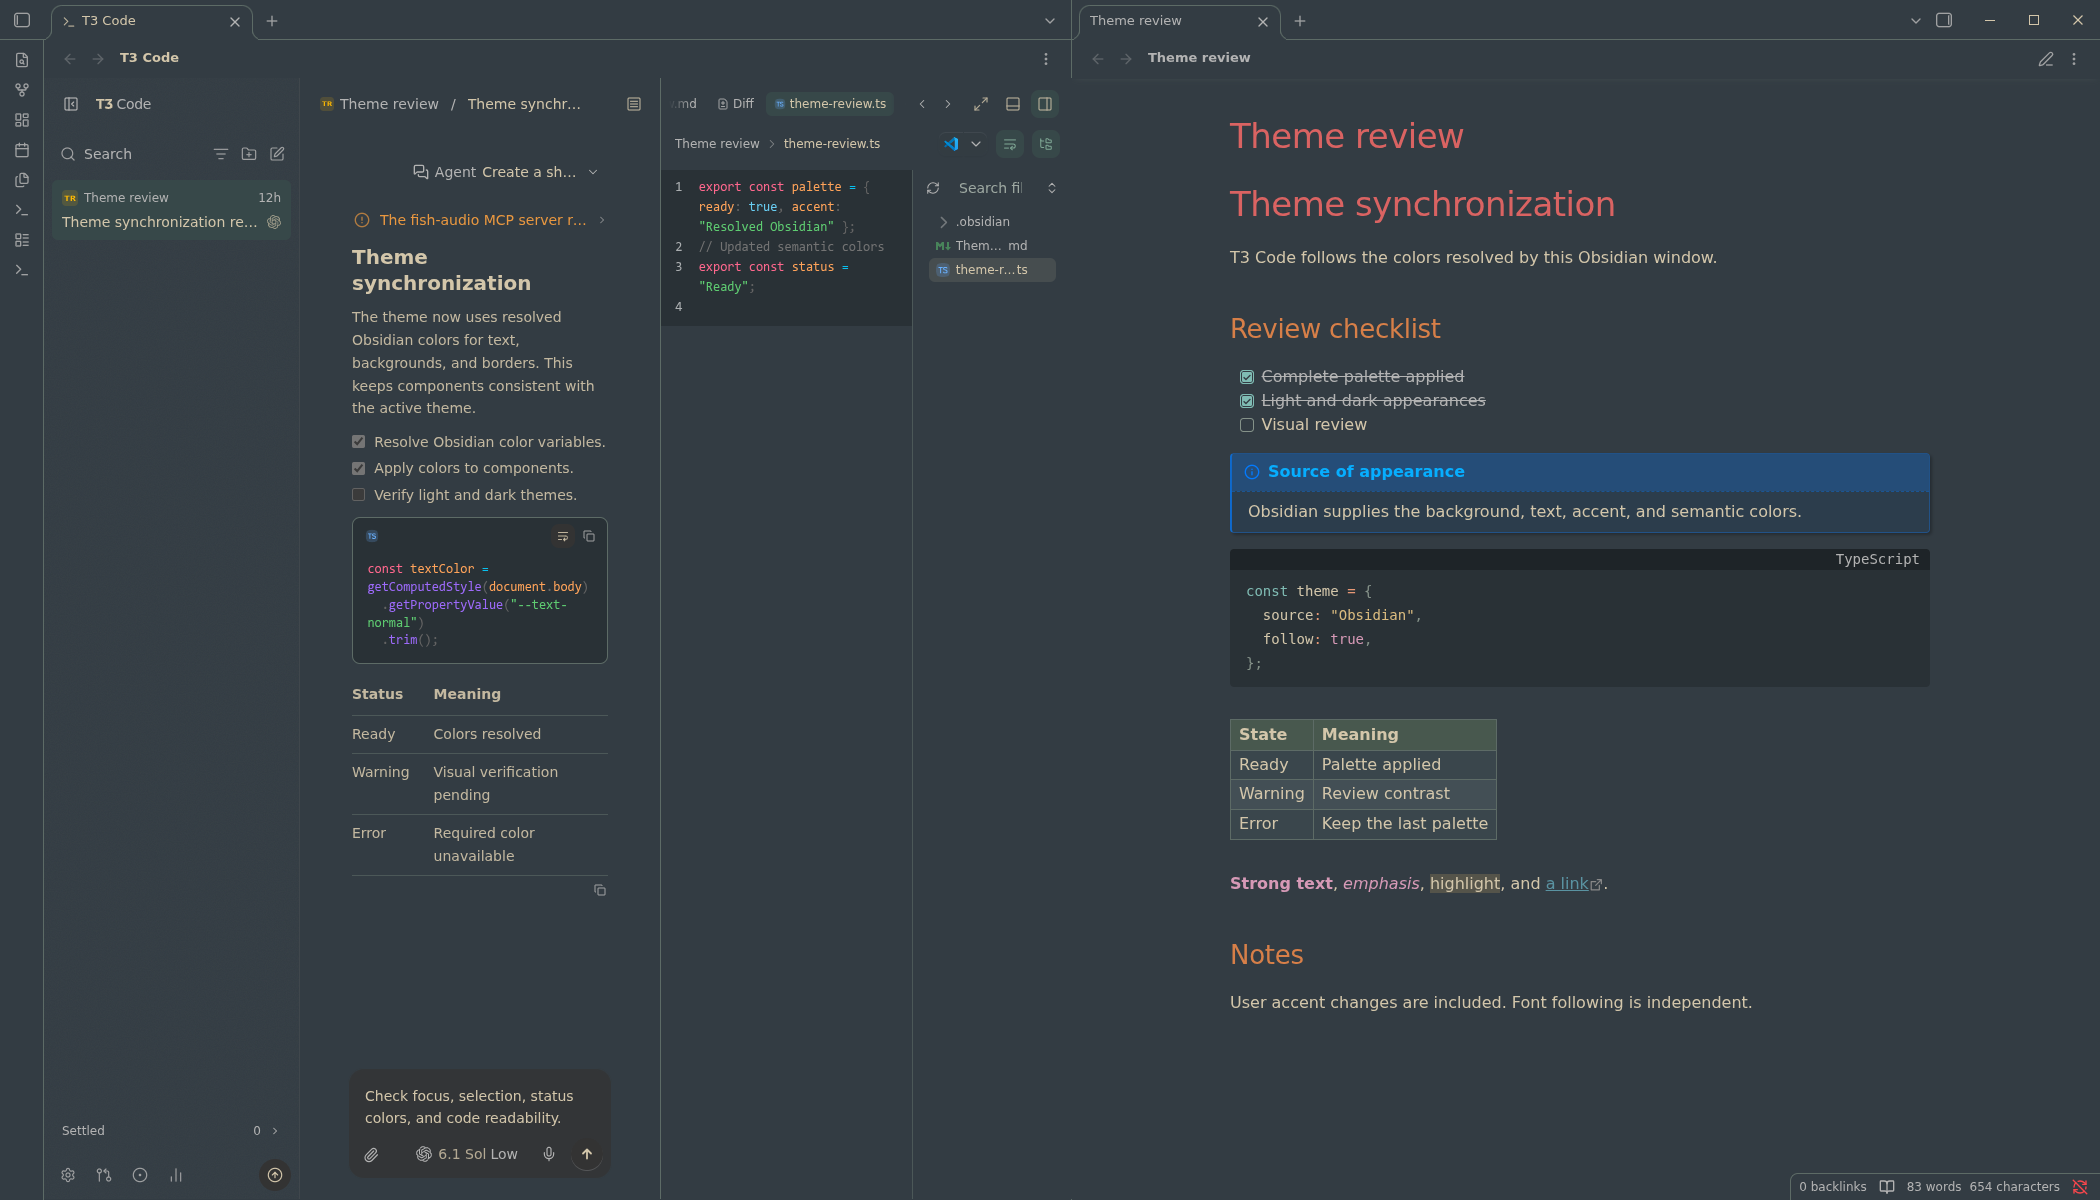 T3 Code
Theme review
T3 Code
Theme review
T3 Code
Search
TR Theme review 12h
Theme synchronization re...
Settled 0
TR Theme review / Theme synchr...
Agent Create a sh...
The fish-audio MCP server r...
Theme
synchronization
The theme now uses resolved
Obsidian colors for text,
backgrounds, and borders. This
keeps components consistent with
the active theme.
Resolve Obsidian color variables.
Apply colors to components.
Verify light and dark themes.
TS
const textColor =
getComputedStyle(document.body)
.getPropertyValue("--text-
normal")
.trim();
Status Meaning
Ready Colors resolved
Warning Visual verification
pending
Error Required color
unavailable
Check focus, selection, status
colors, and code readability.
6.1 Sol Low
.md Diff TS theme-review.ts
Theme review > theme-review.ts
1 export const palette = {
ready: true, accent:
"Resolved Obsidian" };
2 // Updated semantic colors
3 export const status =
"Ready";
4
Search fil
.obsidian
Them... md
TS theme-r...ts
Theme review
Theme synchronization
T3 Code follows the colors resolved by this Obsidian window.
Review checklist
Complete palette applied
Light and dark appearances
Visual review
Source of appearance
Obsidian supplies the background, text, accent, and semantic colors.
TypeScript
const theme = {
source: "Obsidian",
follow: true,
};
State Meaning
Ready Palette applied
Warning Review contrast
Error Keep the last palette
Strong text, emphasis, highlight, and a link.
Notes
User accent changes are included. Font following is independent.
0 backlinks 83 words 654 characters